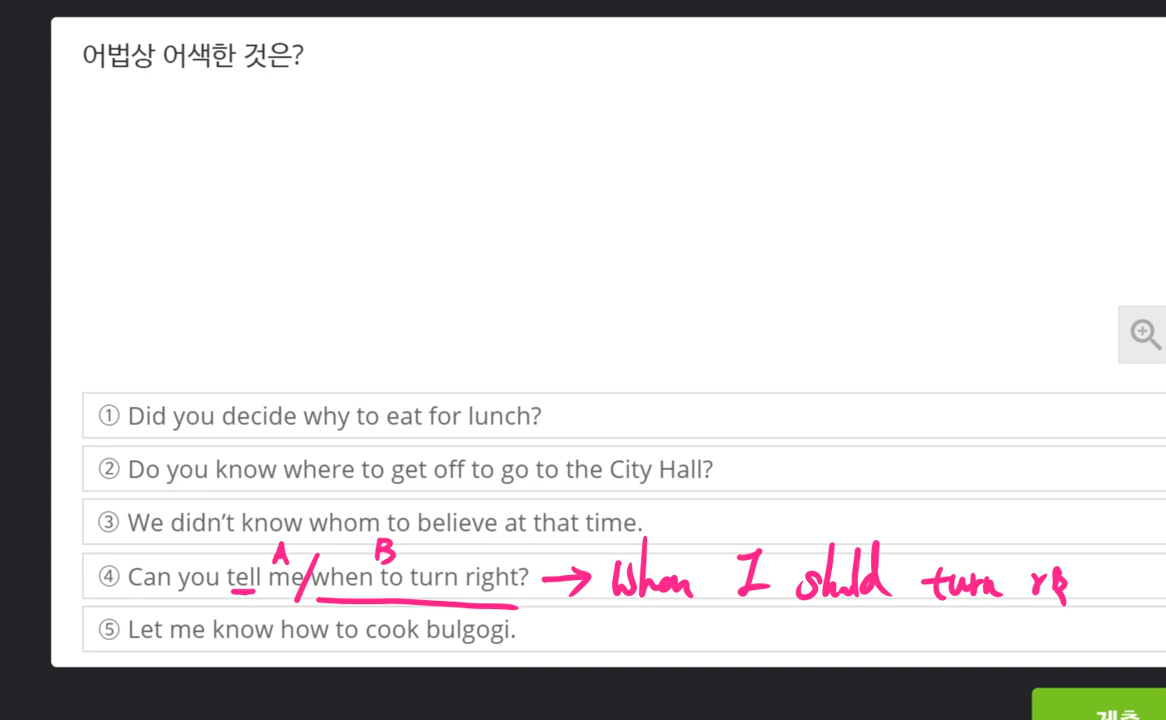 어법상 어색한 것은?
① Did you decide why to eat for lunch?
② Do you know where to get off to go to the City Hall?
③ We didn't know whom to believe at that time.
A B
④ Can you tell me/when to turn right? → When I should turn
⑤ Let me know how to cook bulgogi.